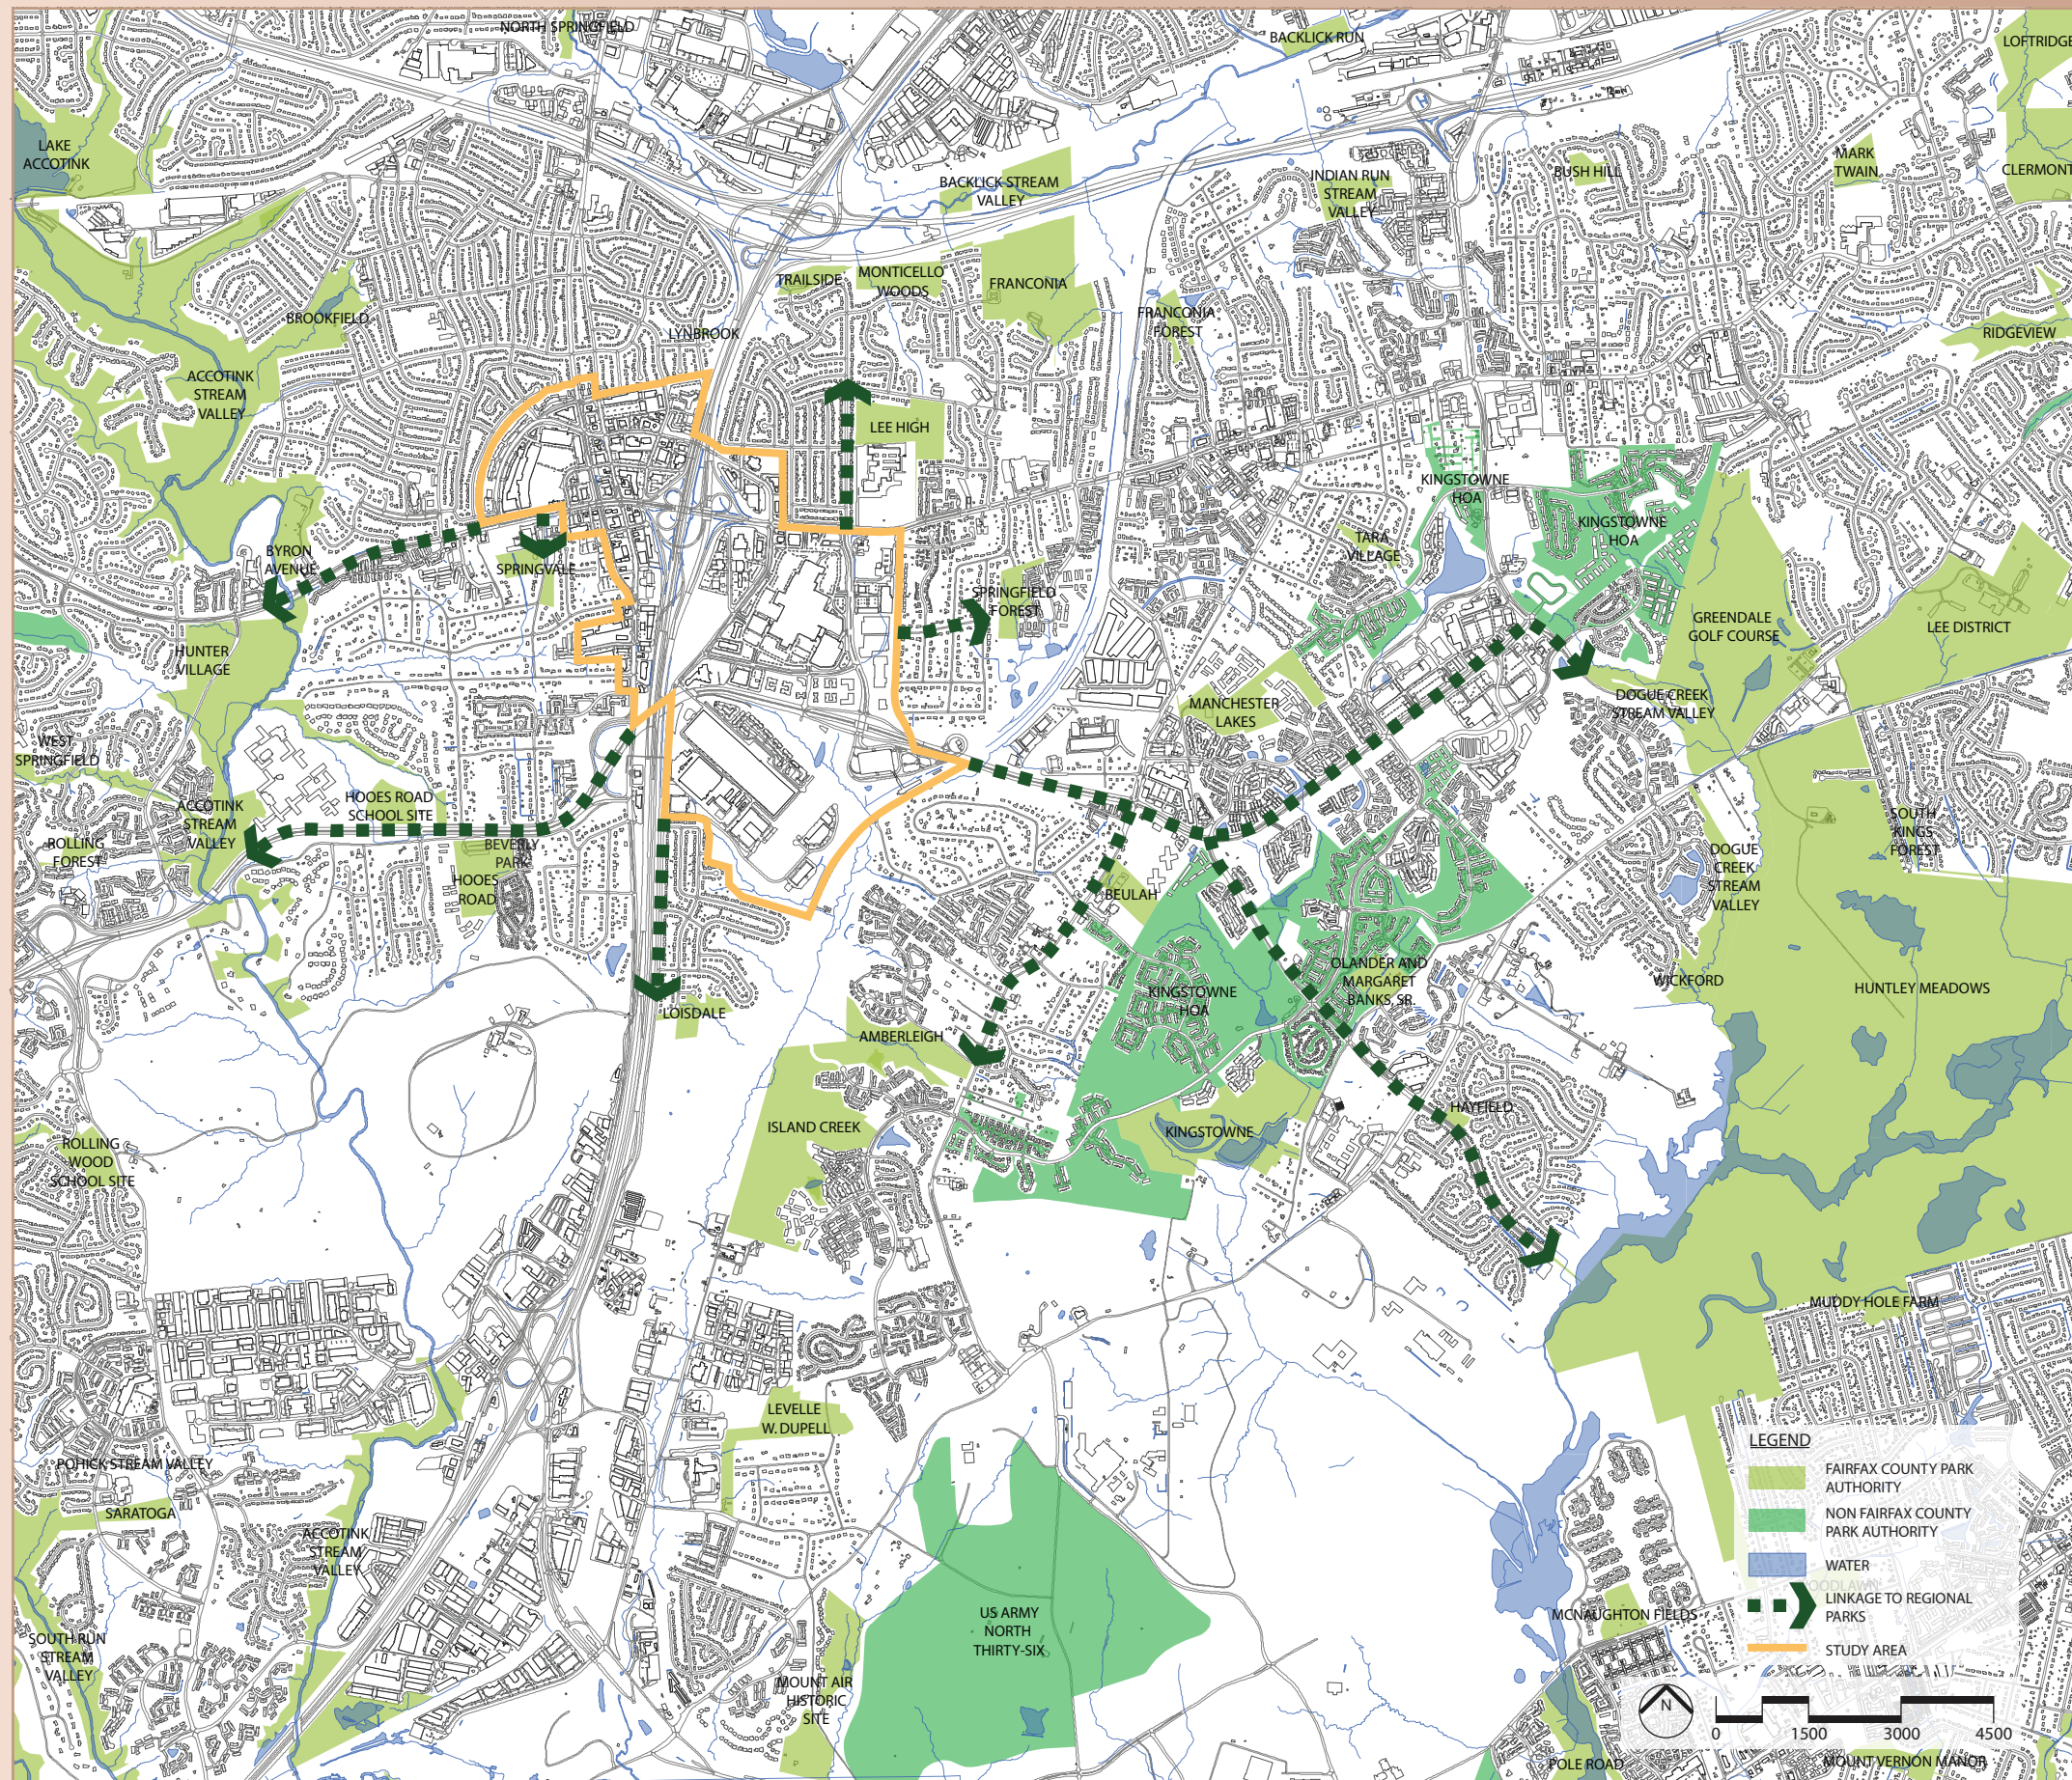 NORTH SPRINGFIELD
BACKLICK RUN
LOFTRIDGE
LAKE
ACCOTINK
MARK
TWAIN
BUSH HILL
CLERMONT
BACKLICK STREAM
VALLEY
INDIAN RUN
STREAM
VALLEY
TRAILSIDE
MONTICELLO
WOODS
FRANCONIA
FRANCONIA
FOREST
BROOKFIELD
LYNBROOK
RIDGEVIEW
ACCOTINK
STREAM
VALLEY
LEE HIGH
KINGSTOWNE
HOA
KINGSTOWNE
HOA
TARA
VILLAGE
BYRON
AVENUE
SPRINGVALE
SPRINGFIELD
FOREST
GREENDALE
GOLF COURSE
LEE DISTRICT
HUNTER
VILLAGE
MANCHESTER
LAKES
DOGUE CREEK
STREAM VALLEY
WEST
SPRINGFIELD
ACCOTINK
STREAM
VALLEY
HOOES ROAD
SCHOOL SITE
ROLLING
FOREST
BEVERLY
PARK
HOOES
ROAD
SOUTH
KINGS
FOREST
DOGUE
CREEK
STREAM
VALLEY
BEULAH
OLANDER AND
MARGARET
BANKS, SR.
WICKFORD
HUNTLEY MEADOWS
KINGSTOWNE
HOA
LOISDALE
AMBERLEIGH
ISLAND CREEK
KINGSTOWNE
HAYFIELD
ROLLING
WOOD
SCHOOL SITE
MUDDY HOLE FARM
LEVELLE
W. DUPELL
POHICK STREAM VALLEY
SARATOGA
ACCOTINK
STREAM
VALLEY
SOUTH RUN
STREAM
VALLEY
US ARMY
NORTH
THIRTY-SIX
MOUNT AIR
HISTORIC
SITE
MCNAUGHTON FIELDS
POLE ROAD
MOUNT VERNON MANOR
LEGEND
FAIRFAX COUNTY PARK
AUTHORITY
NON FAIRFAX COUNTY
PARK AUTHORITY
WATER
LINKAGE TO REGIONAL
PARKS
STUDY AREA
N
0 1500 3000 4500